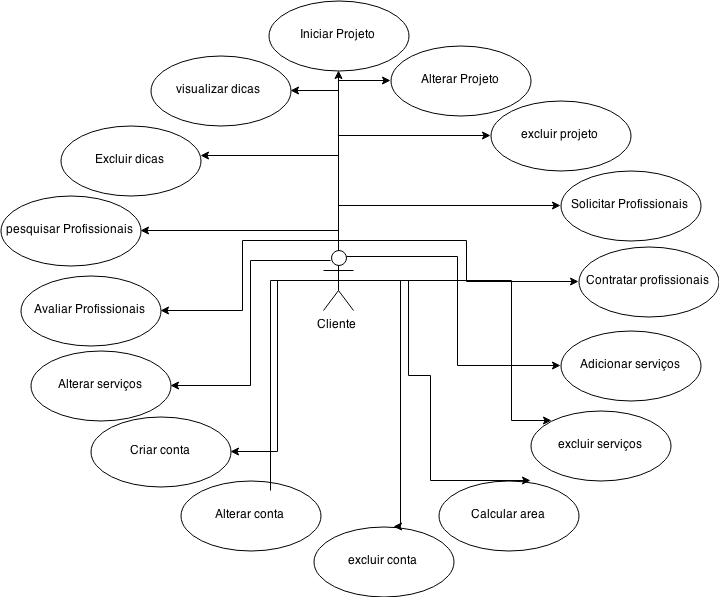 Iniciar Projeto
Alterar Projeto
visualizar dicas
excluir projeto
Excluir dicas
Solicitar Profissionais
pesquisar Profissionais
Contratar profissionais
Avaliar Profissionais
Cliente
Adicionar serviços
Alterar serviços
excluir serviços
Criar conta
Alterar conta
Calcular area
excluir conta